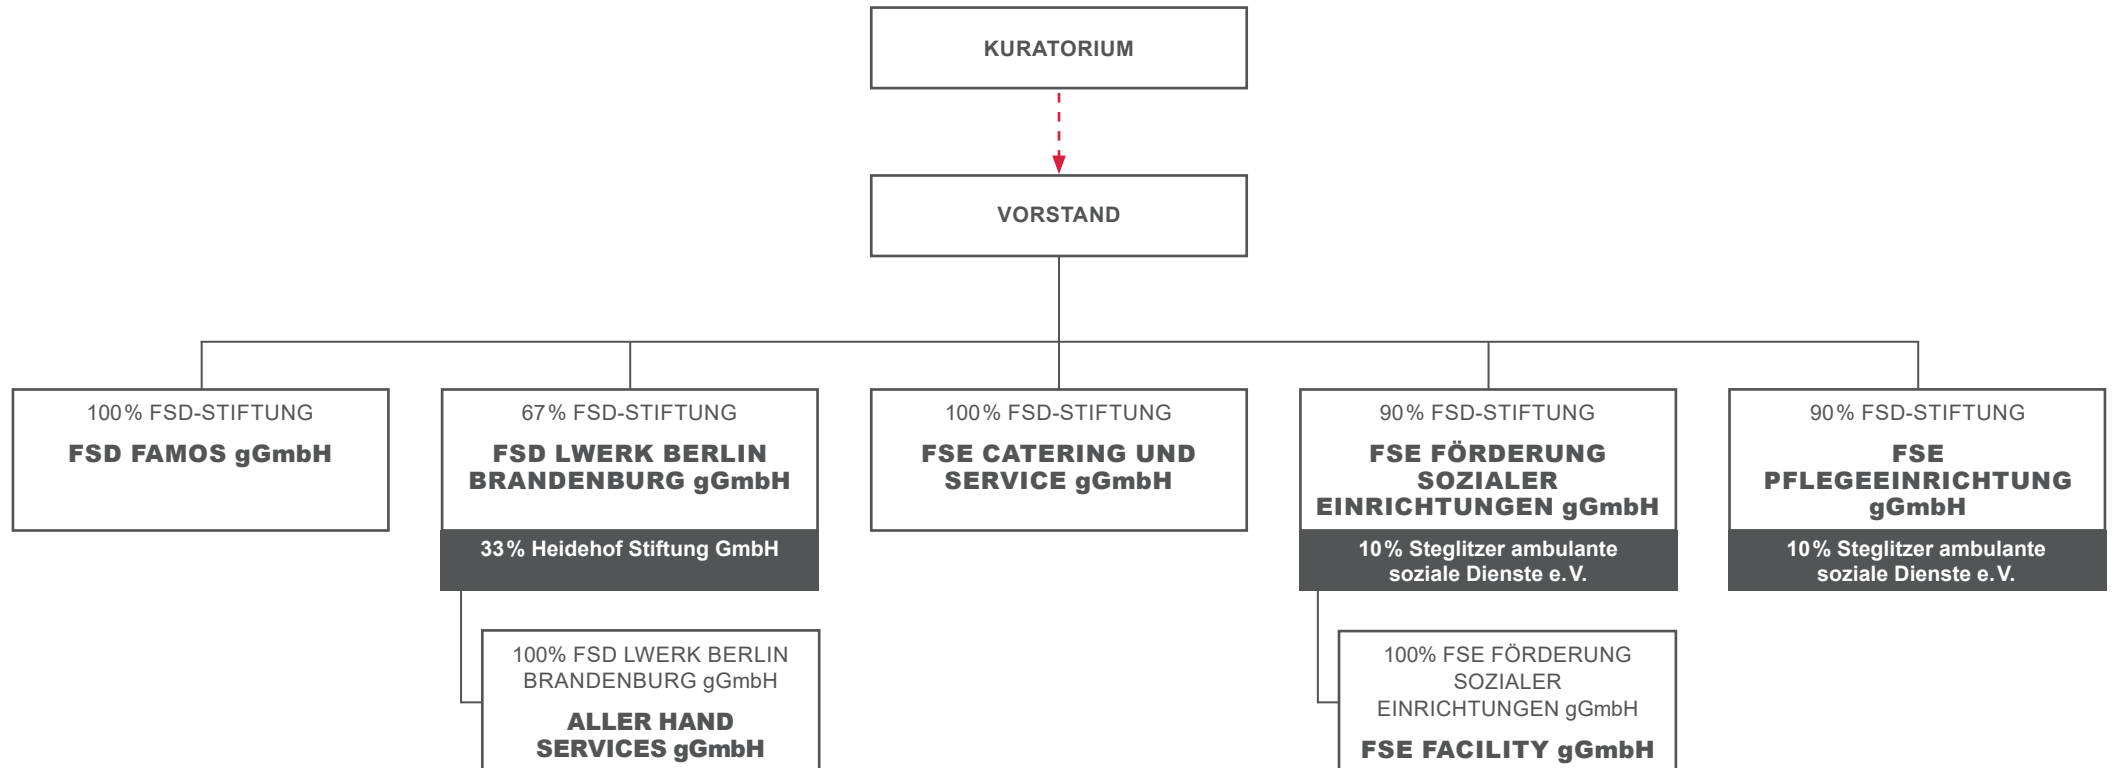 KURATORIUM
VORSTAND
100% FSD-STIFTUNG
FSD FAMOS gGmbH
67% FSD-STIFTUNG
FSD LWERK BERLIN
BRANDENBURG gGmbH
33% Heidehof Stiftung GmbH
100% FSD LWERK BERLIN
BRANDENBURG gGmbH
ALLER HAND
SERVICES gGmbH
100% FSD-STIFTUNG
FSE CATERING UND
SERVICE gGmbH
90% FSD-STIFTUNG
FSE FÖRDERUNG
SOZIALER
EINRICHTUNGEN gGmbH
10% Steglitzer ambulante
soziale Dienste e.V.
100% FSE FÖRDERUNG
SOZIALER
EINRICHTUNGEN gGmbH
FSE FACILITY gGmbH
90% FSD-STIFTUNG
FSE
PFLEGEEINRICHTUNG
gGmbH
10% Steglitzer ambulante
soziale Dienste e.V.